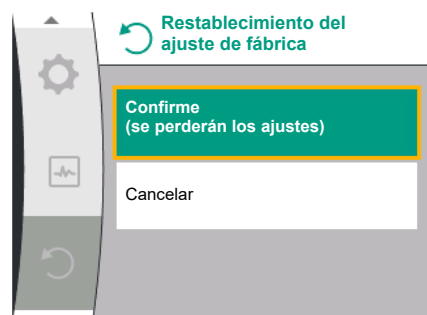 Restablecimiento del
ajuste de fábrica
Confirme
(se perderán los ajustes)
Cancelar